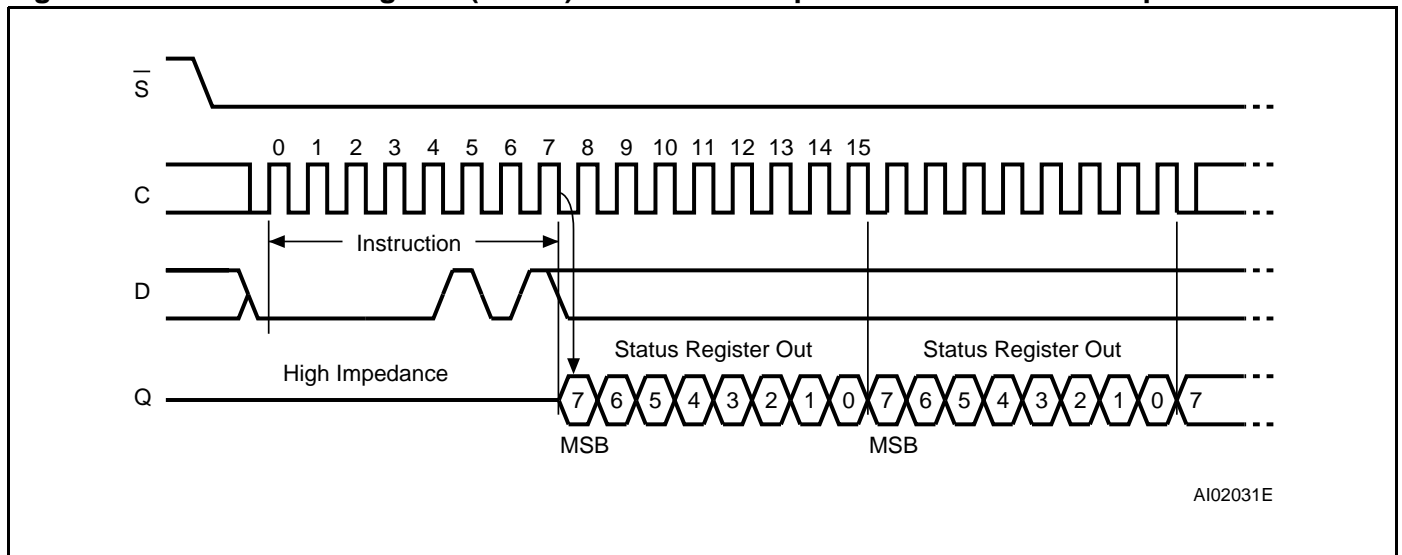 S
0 1 2 3 4 5 6 7 8 9 10 11 12 13 14 15
C
Instruction
D
Status Register Out Status Register Out
High Impedance
Q 7 6 5 4 3 2 1 0 7 6 5 4 3 2 1 0 7
MSB MSB
AI02031E